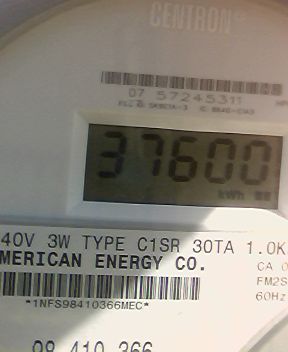 CENTRON
07 57245311
37600
kWh
40V 3W TYPE C1SR 30TA 1.0K
MERICAN ENERGY CO.
CA 0
FM2S
60Hz
*1NFS98410366MEC*
98 410 366